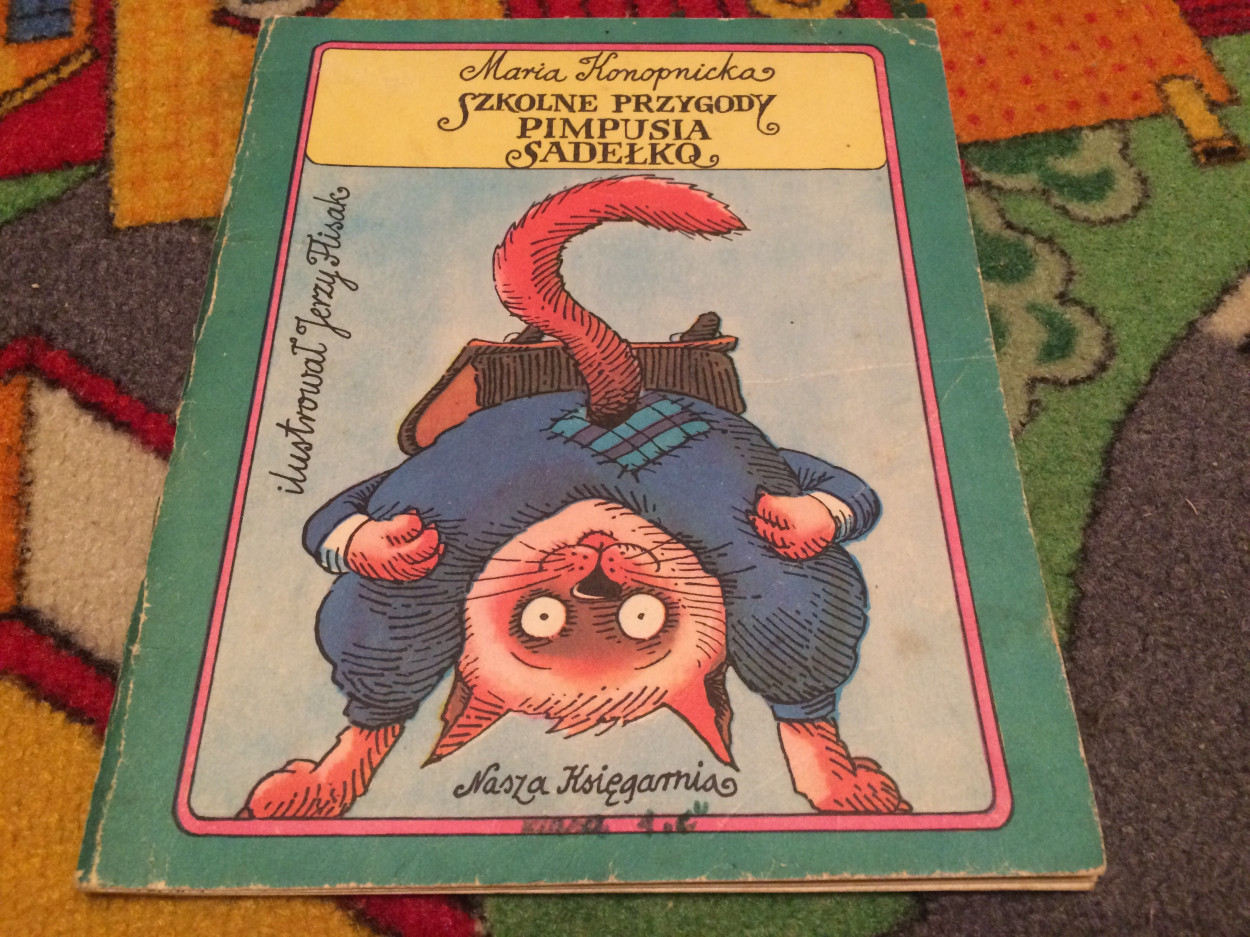 Maria Konopnicka
SZKOLNE PRZYGODY
PIMPUSIA
SADEŁKO
ilustrował Jerzy Flisak
Nasza Księgarnia